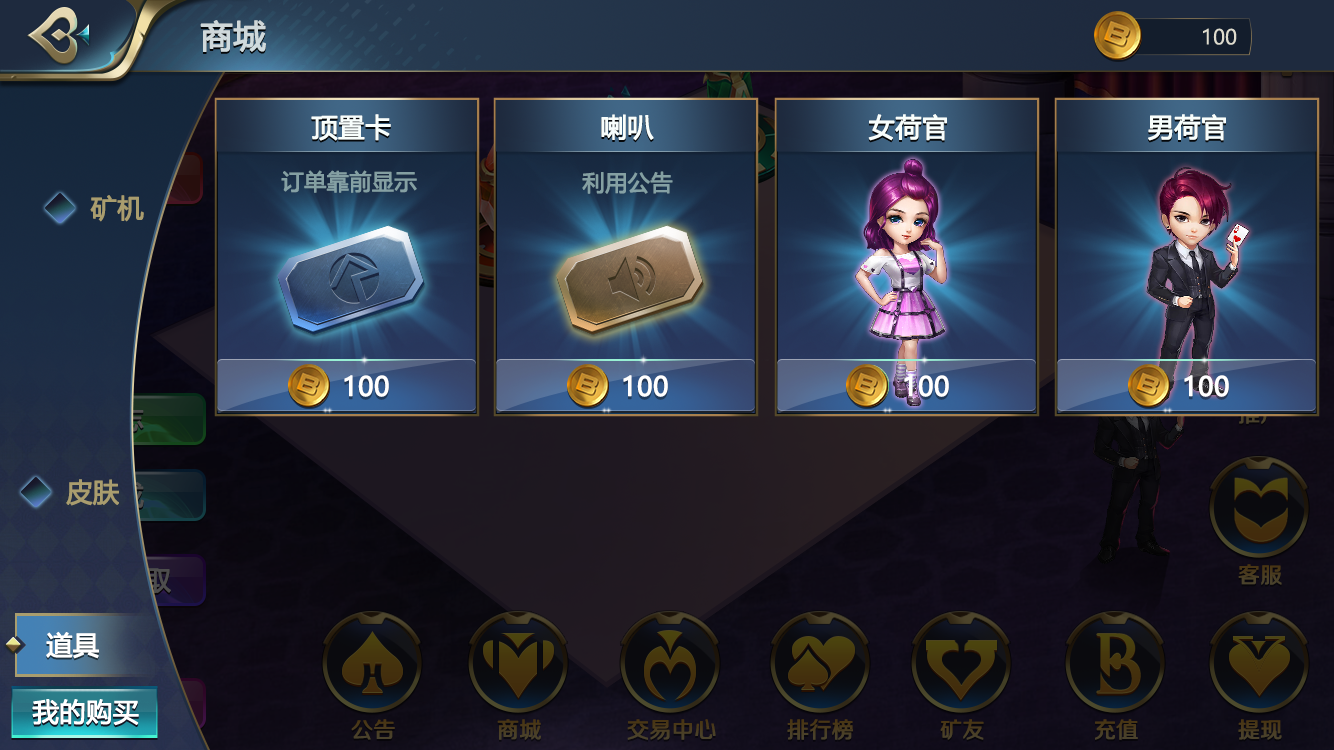 商城
100
顶置卡
喇叭
女荷官
男荷官
订单靠前显示
利用公告
矿机
100
100
100
100
皮肤
取
客服
道具
我的购买
公告
商城
交易中心
排行榜
矿友
充值
提现